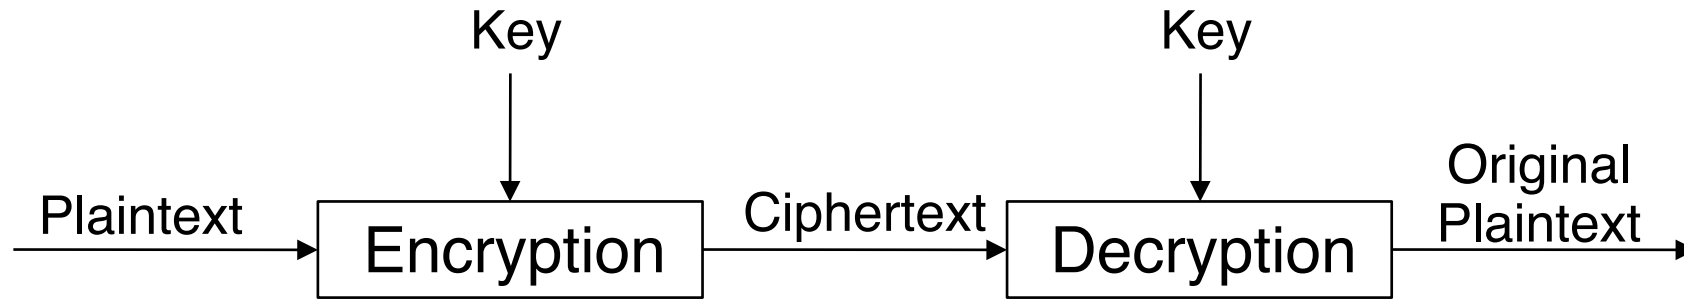 Key
Key
Plaintext
Encryption
Ciphertext
Decryption
Original
Plaintext